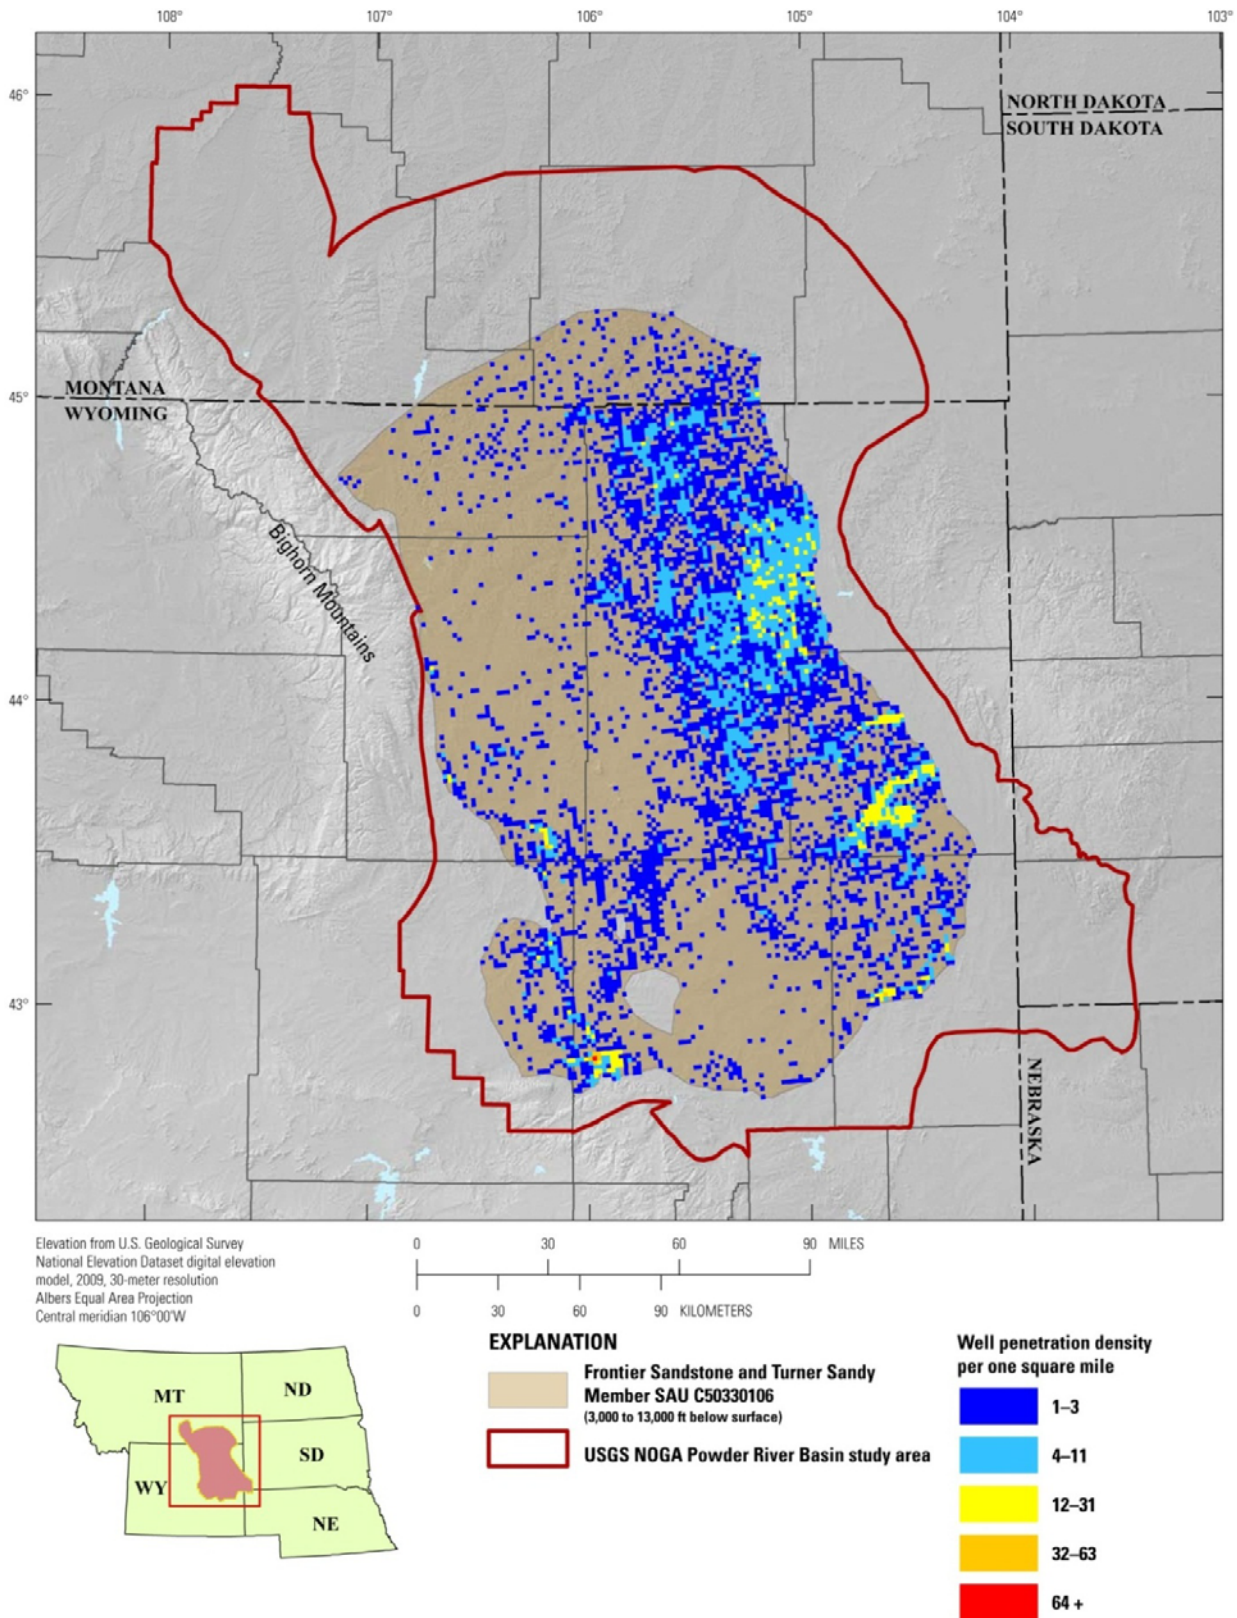 108°
107°
106°
105°
104°
103°
46°
NORTH DAKOTA
SOUTH DAKOTA
45°
MONTANA
WYOMING
Bighorn Mountains
44°
43°
NEBRASKA
Elevation from U.S. Geological Survey
National Elevation Dataset digital elevation
model, 2009, 30-meter resolution
Albers Equal Area Projection
Central meridian 106°00'W
0 30 60 90 MILES
0 30 60 90 KILOMETERS
MT
ND
SD
WY
NE
EXPLANATION
Frontier Sandstone and Turner Sandy
Member SAU C50330106
(3,000 to 13,000 ft below surface)
USGS NOGA Powder River Basin study area
Well penetration density
per one square mile
1–3
4–11
12–31
32–63
64 +